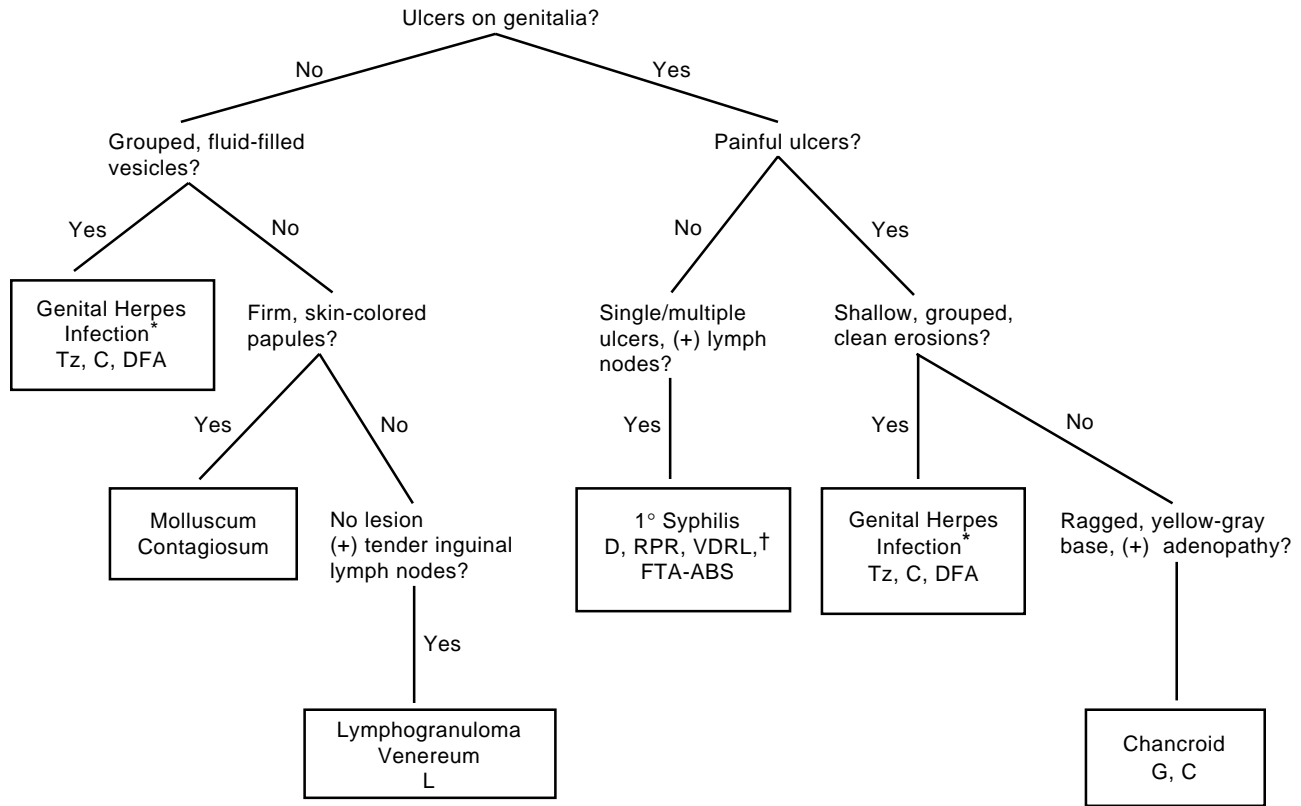 Ulcers on genitalia?
No
Yes
Grouped, fluid-filled
vesicles?
Painful ulcers?
Yes
No
No
Yes
Genital Herpes
Infection*
Tz, C, DFA
Firm, skin-colored
papules?
Single/multiple
ulcers, (+) lymph
nodes?
Shallow, grouped,
clean erosions?
Yes
No
Yes
Yes
No
Molluscum
Contagiosum
No lesion
(+) tender inguinal
lymph nodes?
1° Syphilis
D, RPR, VDRL,†
FTA-ABS
Genital Herpes
Infection*
Tz, C, DFA
Ragged, yellow-gray
base, (+) adenopathy?
Yes
Lymphogranuloma
Venereum
L
Chancroid
G, C